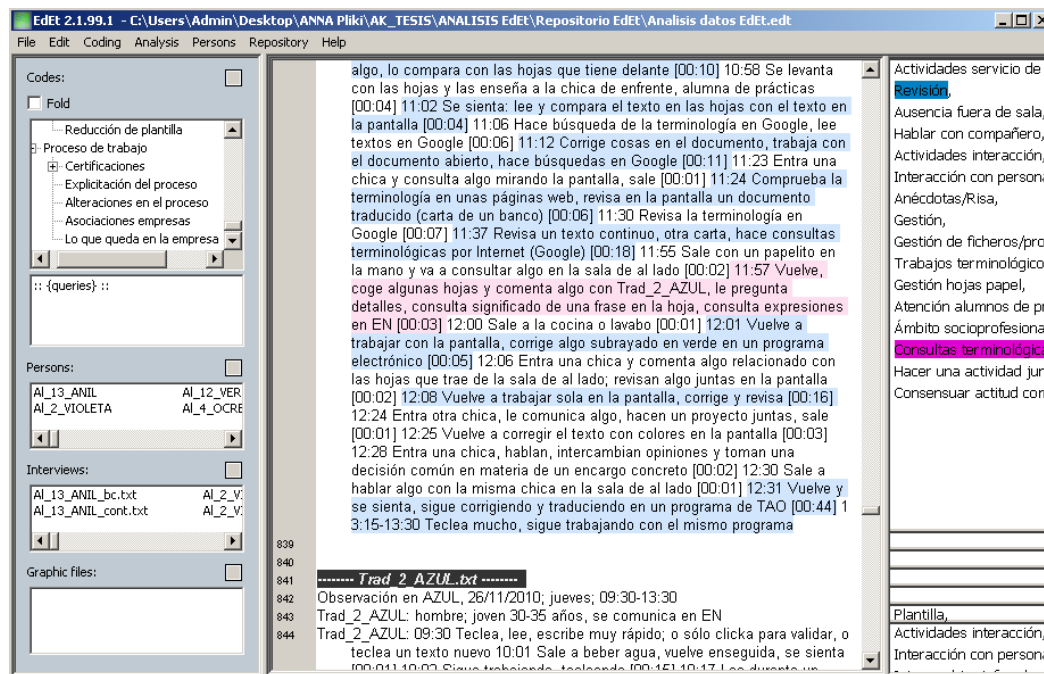 EdEt 2.1.99.1 - C:\Users\Admin\Desktop\ANNA Pliki\AK_TESIS\ANALISIS EdEt\Repositorio EdEt\Analisis datos EdEt.edt
File Edit Coding Analysis Persons Repository Help
Codes:
Fold
Reducción de plantilla
Proceso de trabajo
Certificaciones
Explicitación del proceso
Alteraciones en el proceso
Asociaciones empresas
Lo que queda en la empresa
:: {queries} ::
Persons:
Al_13_ANIL Al_12_VER
Al_2_VIOLETA Al_4_OCRE
Interviews:
Al_13_ANIL_bc.txt Al_2_VI
Al_13_ANIL_cont.txt Al_2_V
Graphic files:
algo, lo compara con las hojas que tiene delante [00:10] 10:58 Se levanta
con las hojas y las enseña a la chica de enfrente, alumna de prácticas
[00:04] 11:02 Se sienta: lee y compara el texto en las hojas con el texto en
la pantalla [00:04] 11:06 Hace búsqueda de la terminología en Google, lee
textos en Google [00:06] 11:12 Corrige cosas en el documento, trabaja con
el documento abierto, hace búsquedas en Google [00:11] 11:23 Entra una
chica y consulta algo mirando la pantalla, sale [00:01] 11:24 Comprueba la
terminología en unas páginas web, revisa en la pantalla un documento
traducido (carta de un banco) [00:06] 11:30 Revisa la terminología en
Google [00:07] 11:37 Revisa un texto continuo, otra carta, hace consultas
terminológicas por Internet (Google) [00:18] 11:55 Sale con un papelito en
la mano y va a consultar algo en la sala de al lado [00:02] 11:57 Vuelve,
coge algunas hojas y comenta algo con Trad_2_AZUL, le pregunta
detalles, consulta significado de una frase en la hoja, consulta expresiones
en EN [00:03] 12:00 Sale a la cocina o lavabo [00:01] 12:01 Vuelve a
trabajar con la pantalla, corrige algo subrayado en verde en un programa
electrónico [00:05] 12:06 Entra una chica y comenta algo relacionado con
las hojas que trae de la sala de al lado; revisan algo juntas en la pantalla
[00:02] 12:08 Vuelve a trabajar sola en la pantalla, corrige y revisa [00:16]
12:24 Entra otra chica, le comunica algo, hacen un proyecto juntas, sale
[00:01] 12:25 Vuelve a corregir el texto con colores en la pantalla [00:03]
12:28 Entra una chica, hablan, intercambian opiniones y toman una
decisión común en materia de un encargo concreto [00:02] 12:30 Sale a
hablar algo con la misma chica en la sala de al lado [00:01] 12:31 Vuelve y
se sienta, sigue corrigiendo y traduciendo en un programa de TAO [00:44] 1
3:15-13:30 Teclea mucho, sigue trabajando con el mismo programa
839
840
841 -------- Trad_2_AZUL.txt --------
842 Observación en AZUL, 26/11/2010; jueves; 09:30-13:30
843 Trad_2_AZUL: hombre; joven 30-35 años, se comunica en EN
844 Trad_2_AZUL: 09:30 Teclea, lee, escribe muy rápido; o sólo clicka para validar, o
teclea un texto nuevo 10:01 Sale a beber agua, vuelve enseguida, se sienta
[00:01] 10:02 Sigue trabajando, tecleando [00:15] 10:17 Lee durante un
Actividades servicio de
Revisión,
Ausencia fuera de sala,
Hablar con compañero,
Actividades interacción,
Interacción con persona
Anécdotas/Risa,
Gestión,
Gestión de ficheros/pro
Trabajos terminológico
Gestión hojas papel,
Atención alumnos de pr
Ámbito socioprofesiona
Consultas terminológica
Hacer una actividad jun
Consensuar actitud con
Plantilla,
Actividades interacción,
Interacción con persona